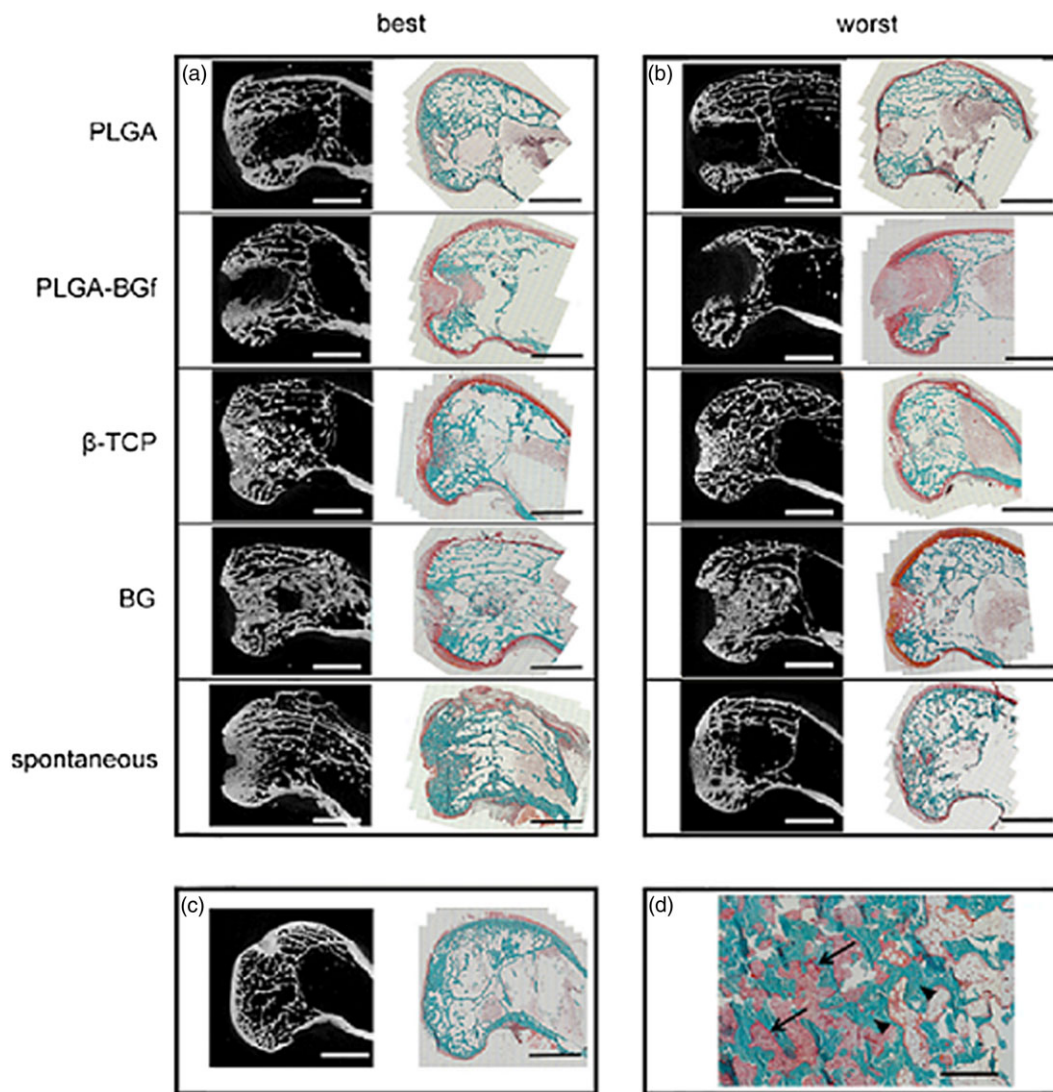 best worst
(a) (b)
PLGA
PLGA-BGf
β-TCP
BG
spontaneous
(c) (d)